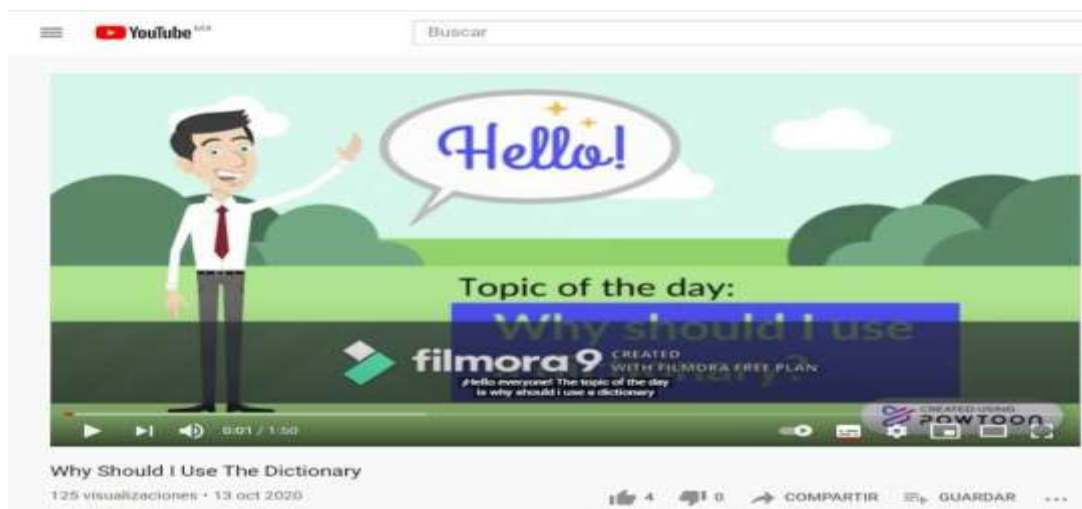 YouTube MX
Buscar
Hello!
Topic of the day:
Why should I use
filmora9 CREATED
WITH FILMORA FREE PLAN
Hello everyone! The topic of the day
is why should i use a dictionary
CREATED USING
POWTOON
0:01 / 1:50
Why Should I Use The Dictionary
125 visualizaciones • 13 oct 2020
4 0 COMPARTIR GUARDAR